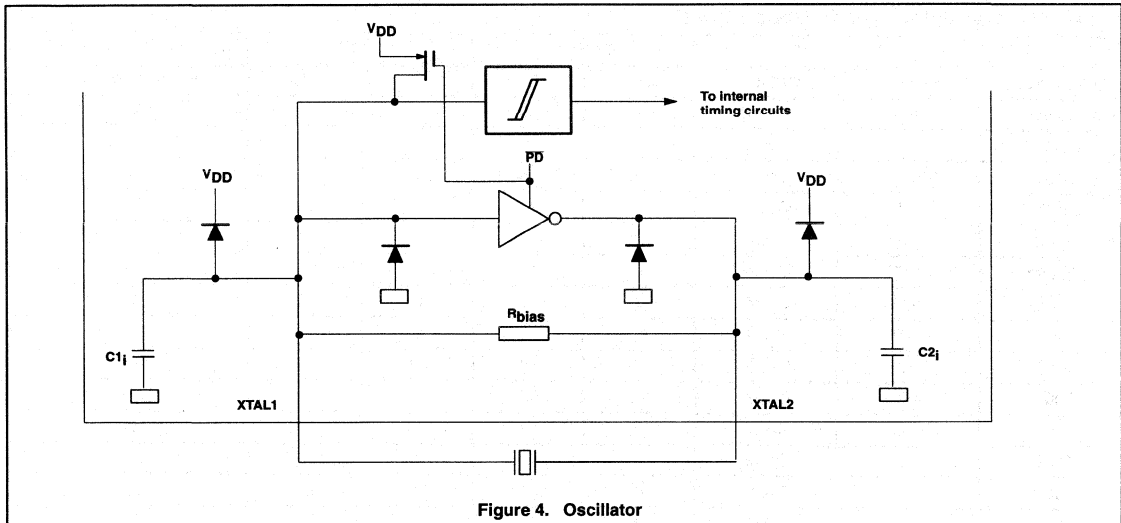 VDD
To internal
timing circuits
PD
VDD
VDD
Rbias
C1i
C2i
XTAL1
XTAL2
Figure 4. Oscillator